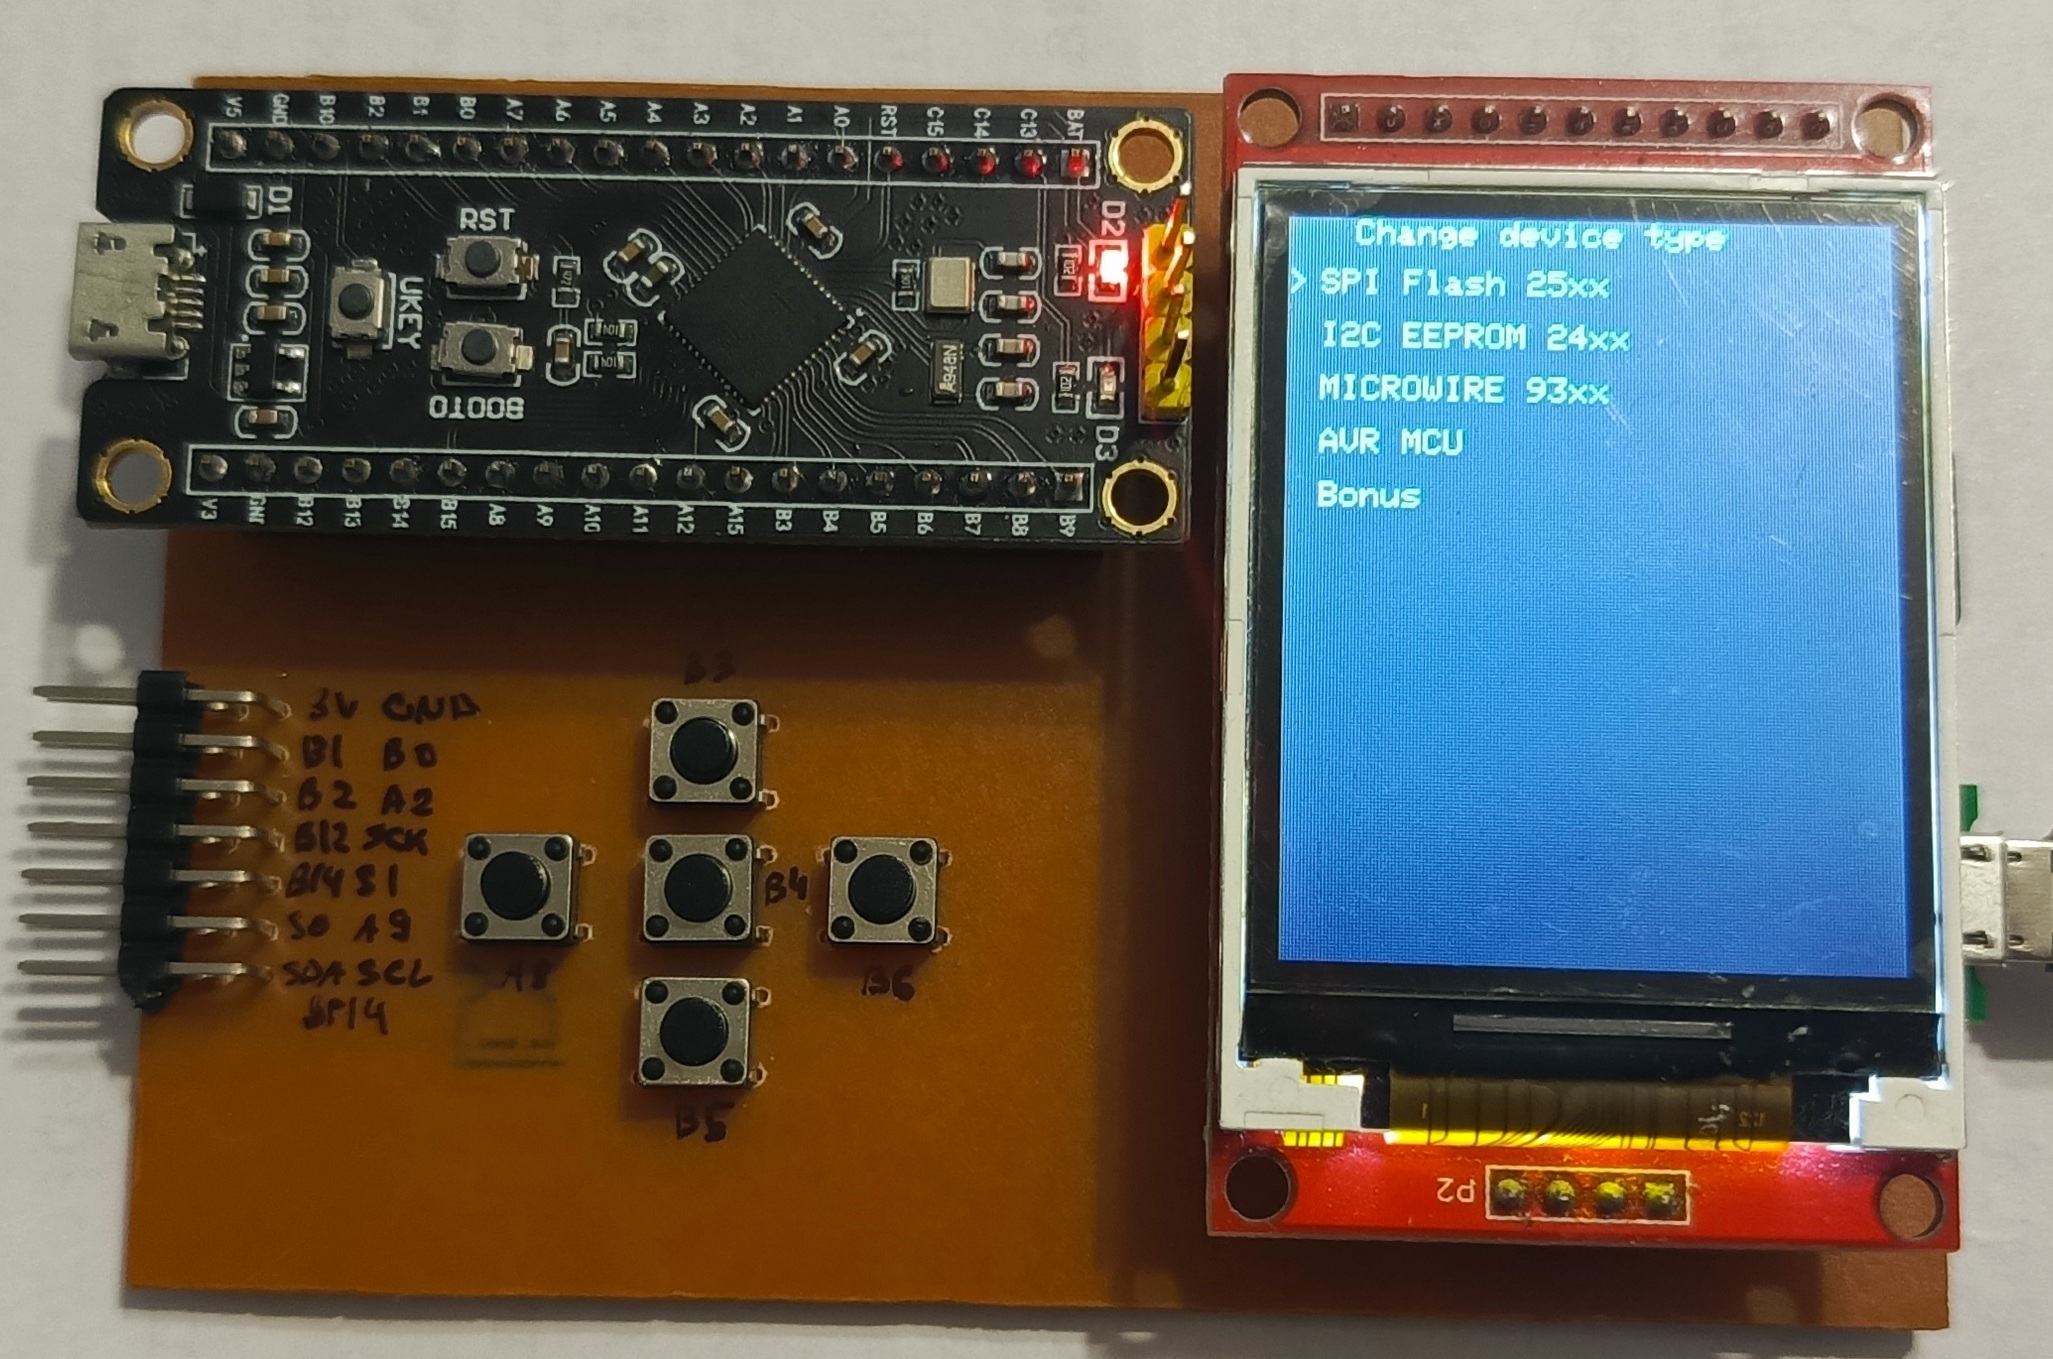 V5 GND B10 B2 B1 B0 A7 A6 A5 A4 A3 A2 A1 A0 RST C15 C14 C13 BAT
D1
RST
UKEY
BOOT0
D2
D3
A948N
V3 GND B12 B13 B14 B15 A8 A9 A10 A11 A12 A15 B3 B4 B5 B6 B7 B8 B9
Change device type
> SPI Flash 25xx
I2C EEPROM 24xx
MICROWIRE 93xx
AVR MCU
Bonus
3V GND
B1 B0
B2 A2
B12 SCK
B14 SI
SO A9
SDA SCL
SPI4
B3
B4
A8
B6
B5
P2